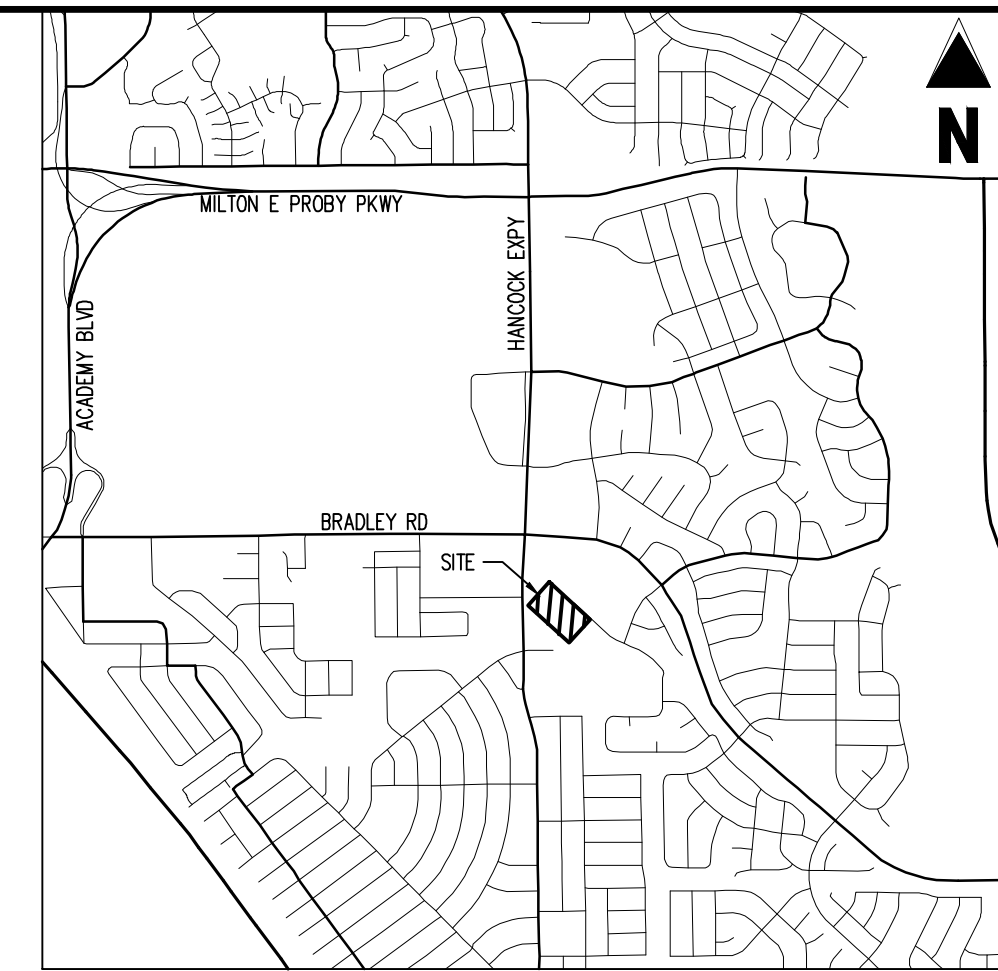 N
MILTON E PROBY PKWY
HANCOCK EXPY
ACADEMY BLVD
BRADLEY RD
SITE